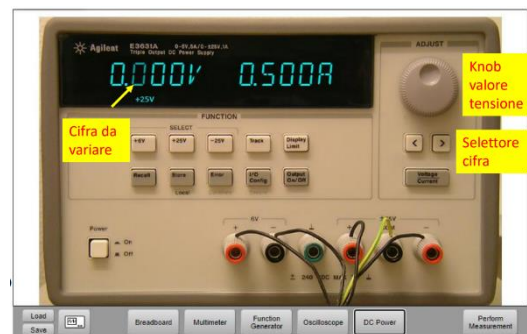 Agilent E3631A 0-6V,5A/0-±25V,1A
Triple Output DC Power Supply
ADJUST
0.000V 0.500A
+25V
Knob
valore
tensione
Cifra da
variare
FUNCTION
SELECT
+6V +25V -25V Track Display Limit
Selettore
cifra
< >
Recall Store Error I/O Config Output On/Off
Local
Voltage
Current
Power
On
Off
6V
+ -
±25V
+ -
± 240 VDC MAX
Load
Save
Breadboard
Multimeter
Function
Generator
Oscilloscope
DC Power
Perform
Measurement